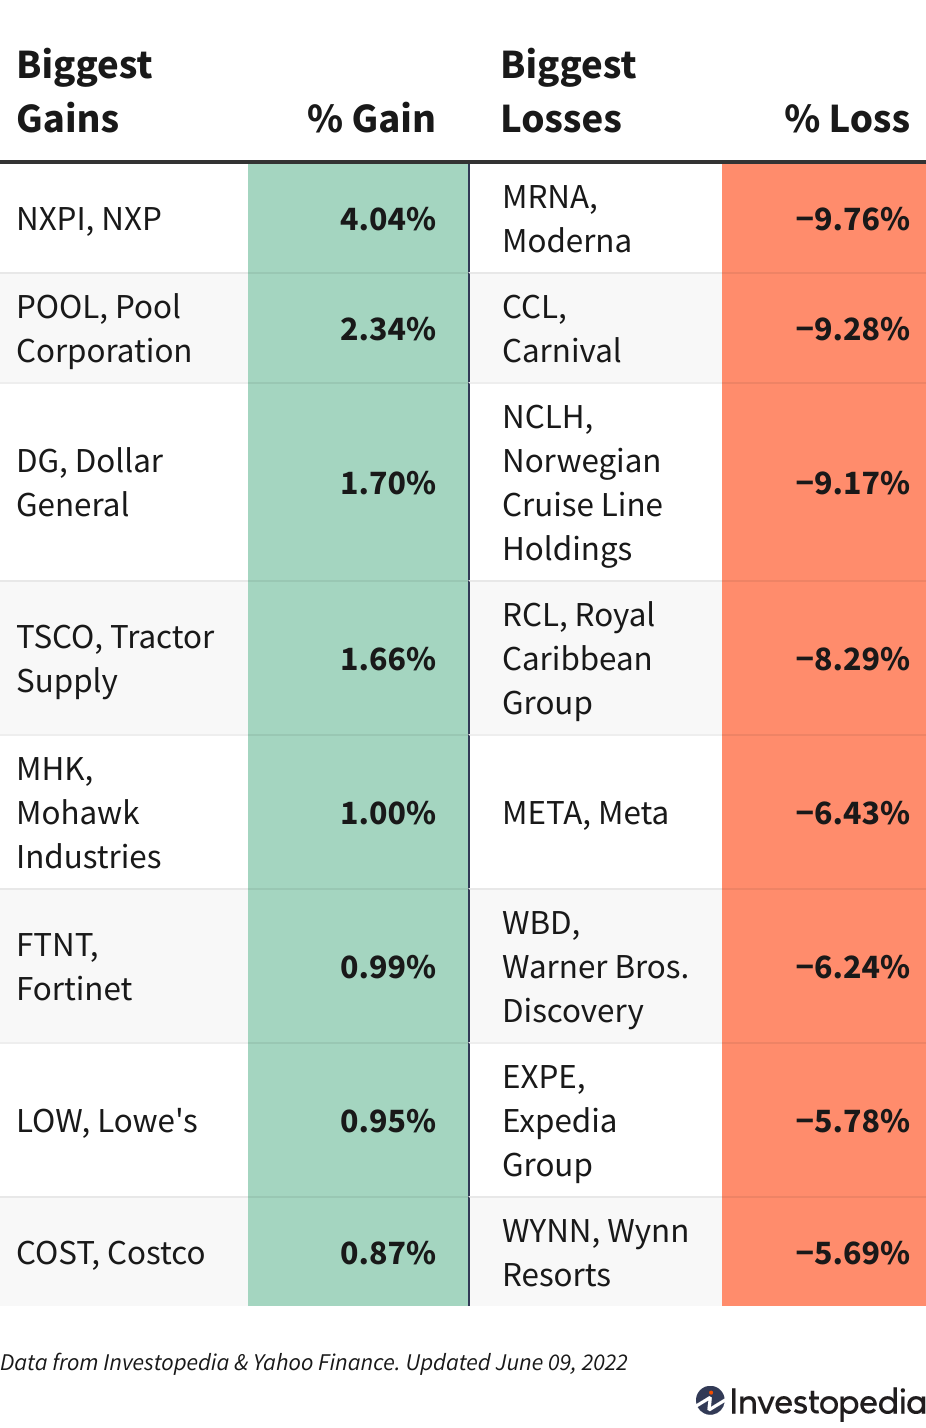 Biggest
Gains
% Gain
Biggest
Losses
% Loss
NXPI, NXP
4.04%
MRNA,
Moderna
−9.76%
POOL, Pool
Corporation
2.34%
CCL,
Carnival
−9.28%
DG, Dollar
General
1.70%
NCLH,
Norwegian
Cruise Line
Holdings
−9.17%
TSCO, Tractor
Supply
1.66%
RCL, Royal
Caribbean
Group
−8.29%
MHK,
Mohawk
Industries
1.00%
META, Meta
−6.43%
FTNT,
Fortinet
0.99%
WBD,
Warner Bros.
Discovery
−6.24%
LOW, Lowe's
0.95%
EXPE,
Expedia
Group
−5.78%
COST, Costco
0.87%
WYNN, Wynn
Resorts
−5.69%
Data from Investopedia & Yahoo Finance. Updated June 09, 2022
Investopedia